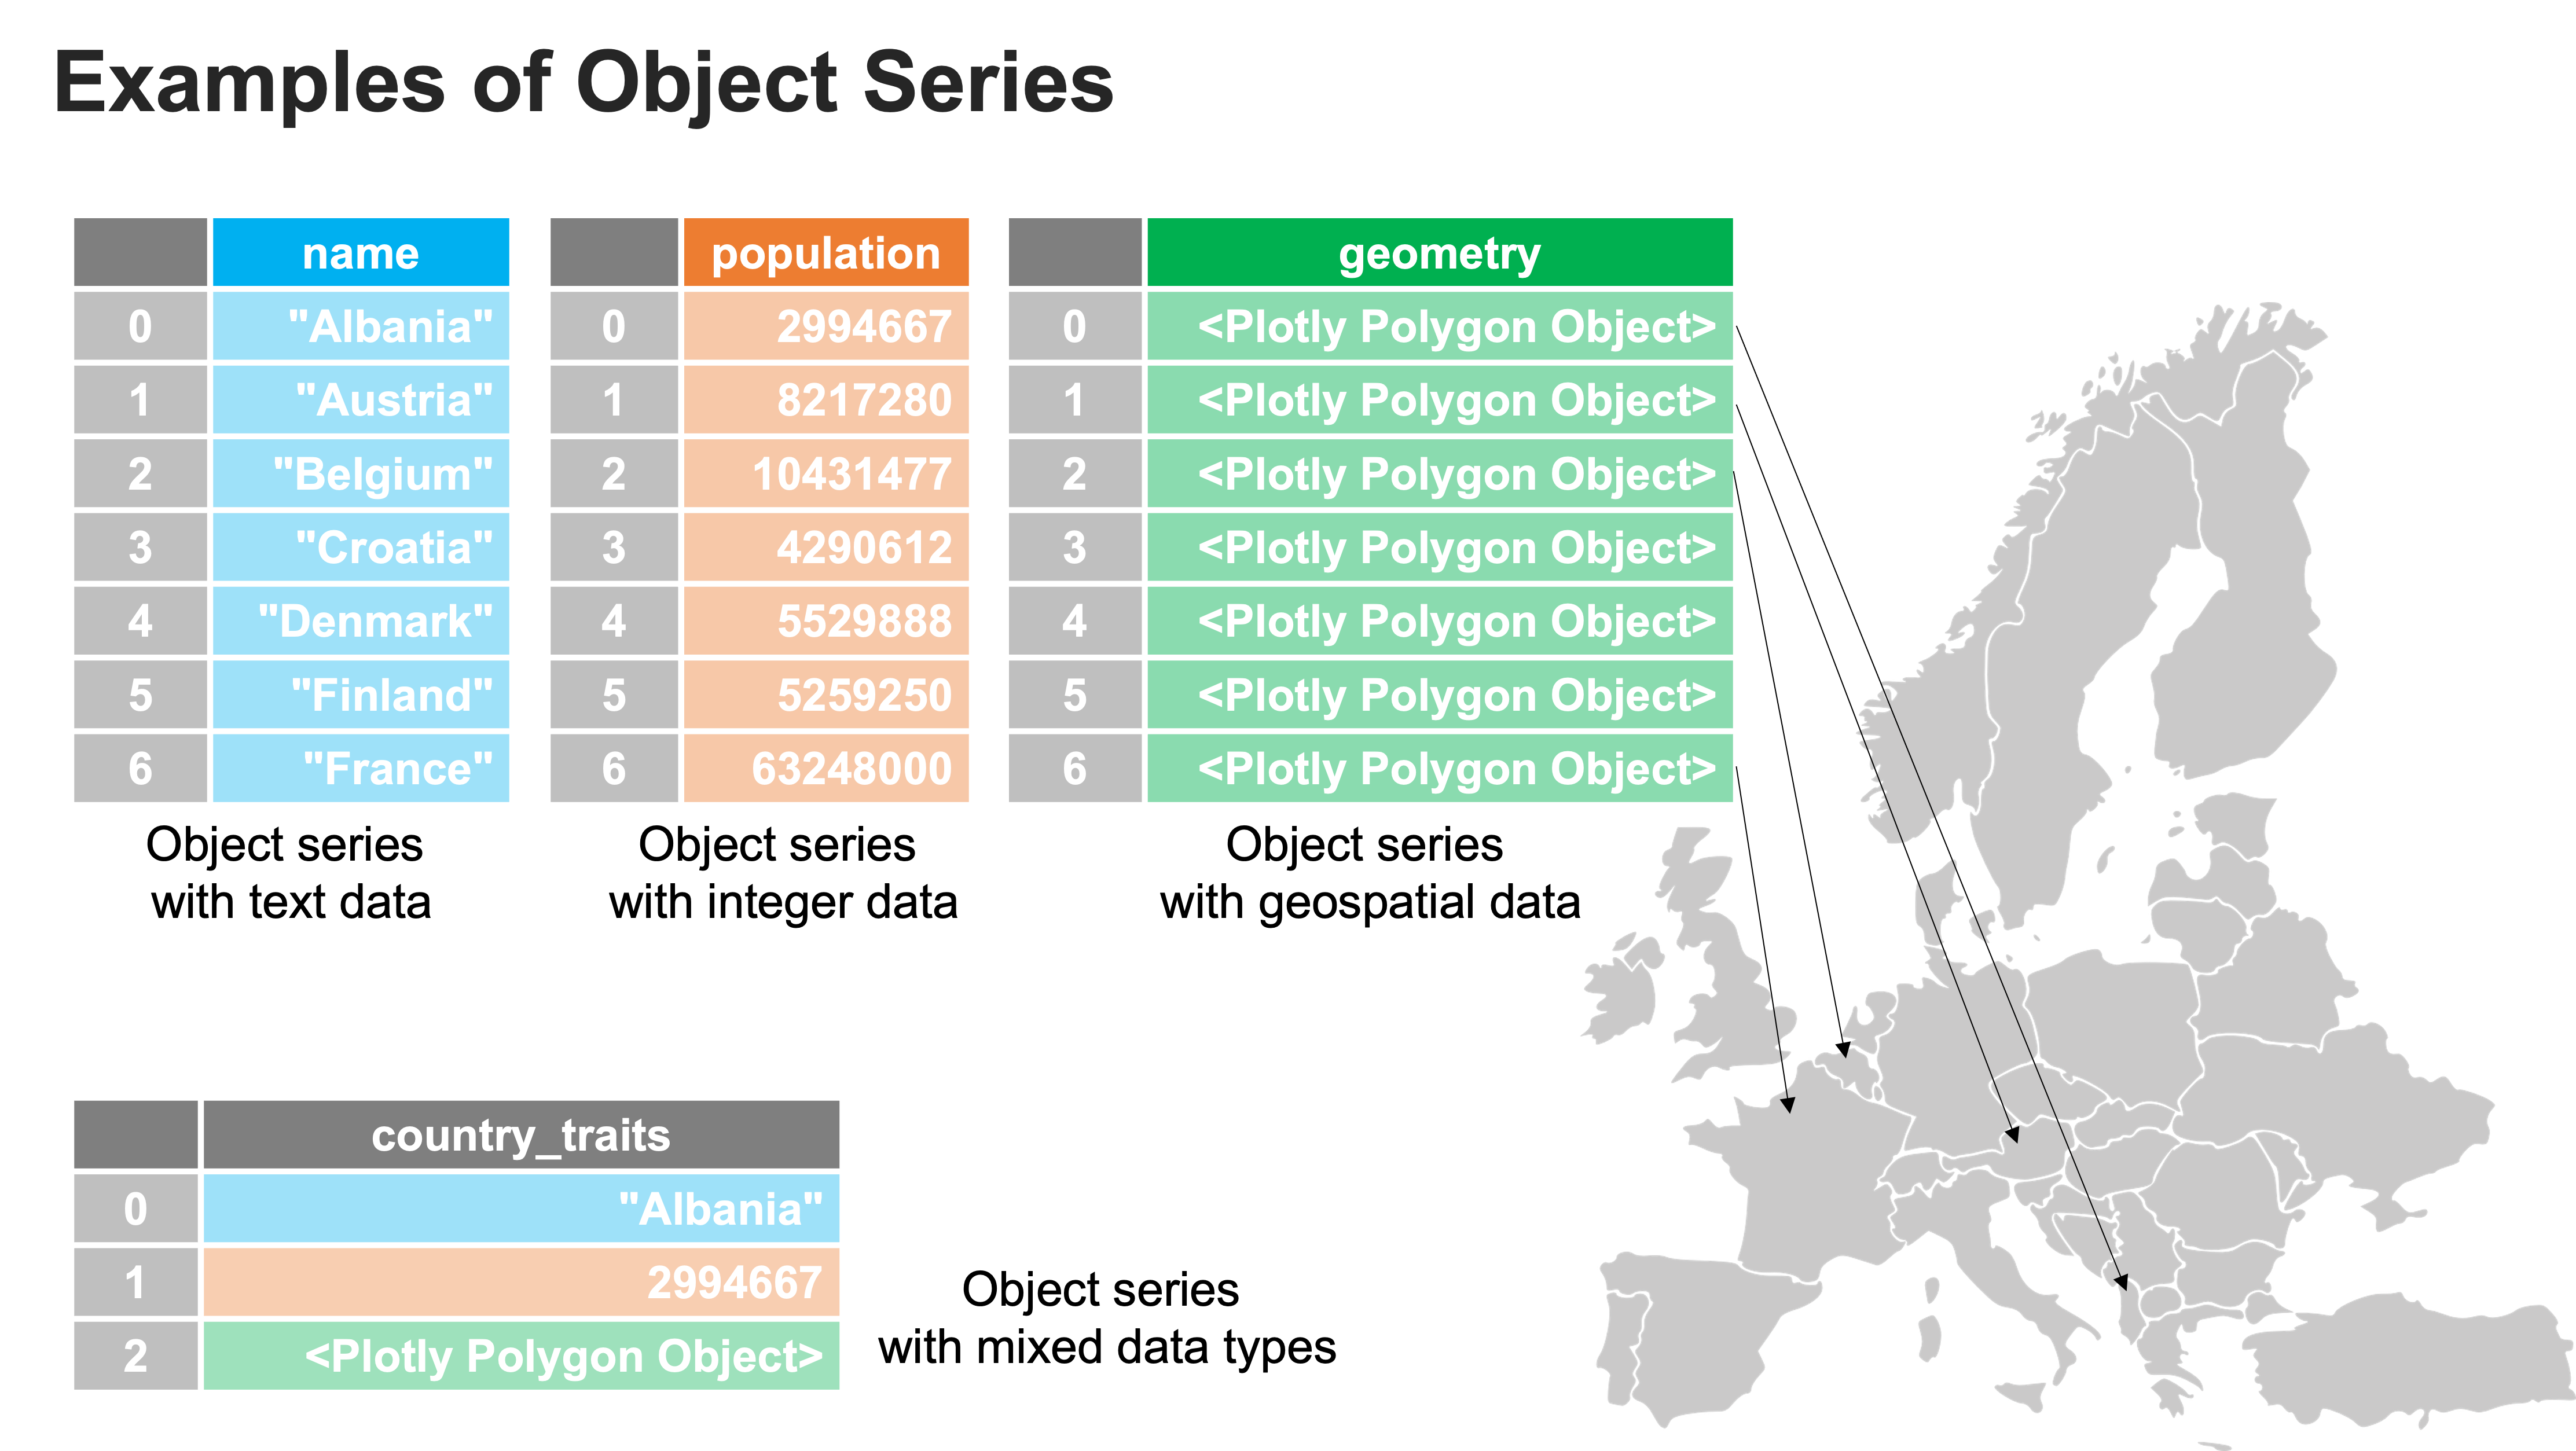 Examples of Object Series
name
0 "Albania"
1 "Austria"
2 "Belgium"
3 "Croatia"
4 "Denmark"
5 "Finland"
6 "France"
Object series
with text data
population
0 2994667
1 8217280
2 10431477
3 4290612
4 5529888
5 5259250
6 63248000
Object series
with integer data
geometry
0 <Plotly Polygon Object>
1 <Plotly Polygon Object>
2 <Plotly Polygon Object>
3 <Plotly Polygon Object>
4 <Plotly Polygon Object>
5 <Plotly Polygon Object>
6 <Plotly Polygon Object>
Object series
with geospatial data
country_traits
0 "Albania"
1 2994667
2 <Plotly Polygon Object>
Object series
with mixed data types